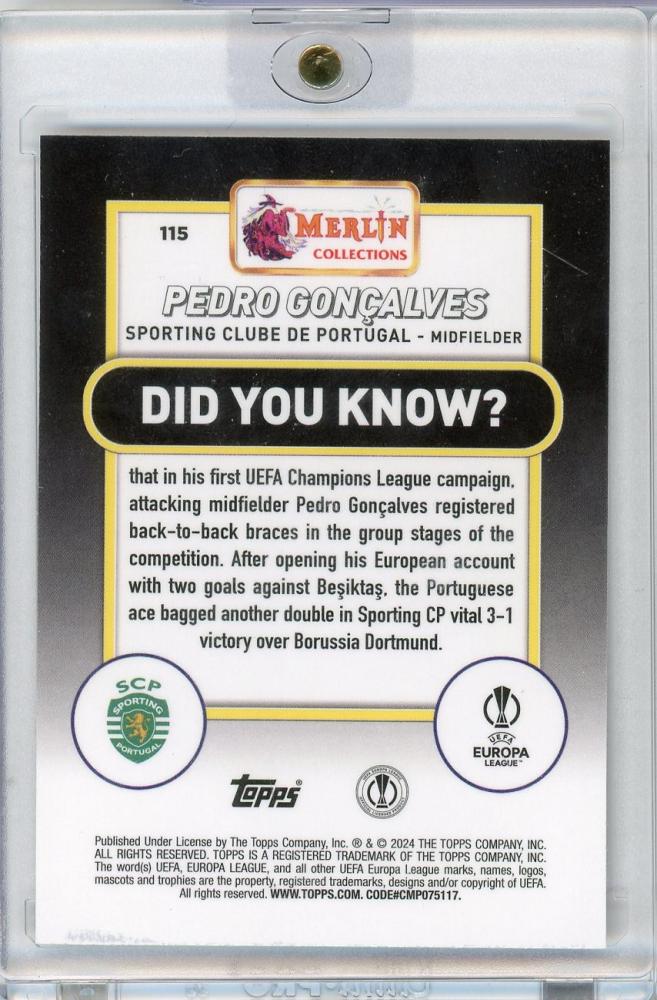 115
MERLIN®
COLLECTIONS
PEDRO GONÇALVES
SPORTING CLUBE DE PORTUGAL - MIDFIELDER
DID YOU KNOW?
that in his first UEFA Champions League campaign,
attacking midfielder Pedro Gonçalves registered
back-to-back braces in the group stages of the
competition. After opening his European account
with two goals against Beşiktaş, the Portuguese
ace bagged another double in Sporting CP vital 3-1
victory over Borussia Dortmund.
SCP
SPORTING
PORTUGAL
UEFA
EUROPA
LEAGUE™
TOPPS®
Published Under License by The Topps Company, Inc. ® & © 2024 THE TOPPS COMPANY, INC.
ALL RIGHTS RESERVED. TOPPS IS A REGISTERED TRADEMARK OF THE TOPPS COMPANY, INC.
The word(s) UEFA, EUROPA LEAGUE, and all other UEFA Europa League marks, names, logos,
mascots and trophies are the property, registered trademarks, designs and/or copyright of UEFA.
All rights reserved. WWW.TOPPS.COM. CODE#CMP075117.